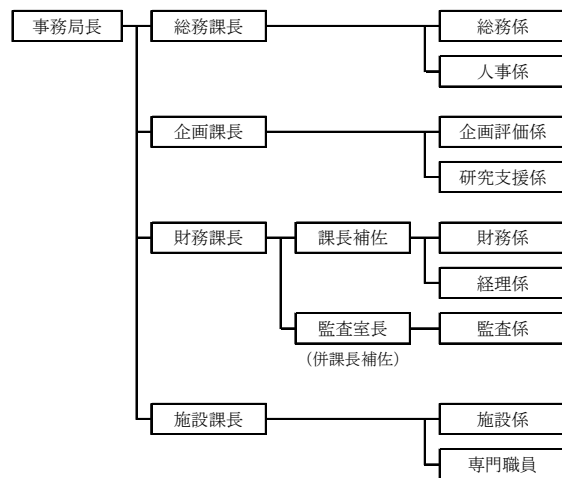 事務局長
総務課長
総務係
人事係
企画課長
企画評価係
研究支援係
財務課長
課長補佐
財務係
経理係
監査室長
(併課長補佐)
監査係
施設課長
施設係
専門職員